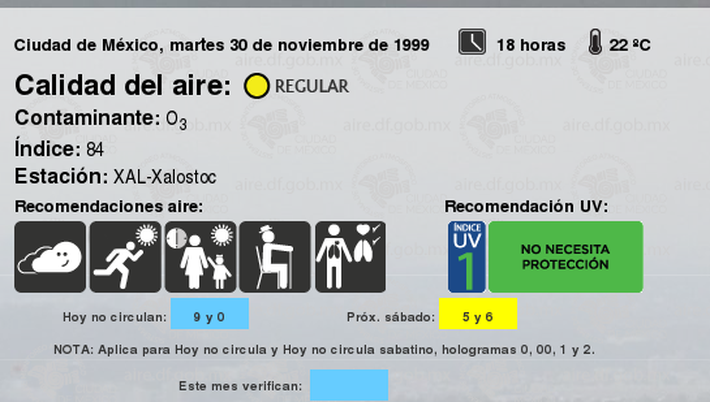 Ciudad de México, martes 30 de noviembre de 1999 18 horas 22 ºC
Calidad del aire: REGULAR
Contaminante: O3
Índice: 84
Estación: XAL-Xalostoc
Recomendaciones aire: Recomendación UV:
ÍNDICE
UV
1
NO NECESITA
PROTECCIÓN
Hoy no circulan: 9 y 0 Próx. sábado: 5 y 6
NOTA: Aplica para Hoy no circula y Hoy no circula sabatino, hologramas 0, 00, 1 y 2.
Este mes verifican:
aire.df.gob.mx
CIUDAD
DE MÉXICO